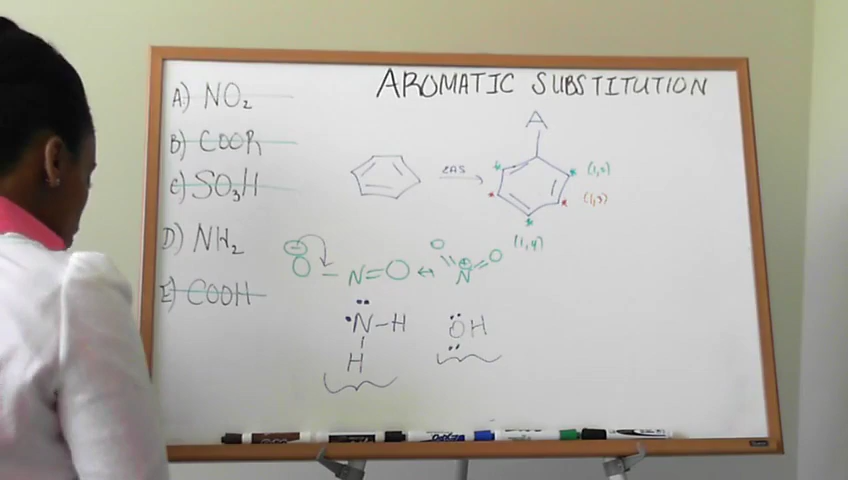 AROMATIC SUBSTITUTION
A) NO₂
B) COOR
C) SO₃H
D) NH₂
E) COOH
EAS
A
(1,2)
(1,3)
(1,4)
O – N=O ↔ O=N⊕=O
N–H
H
OH